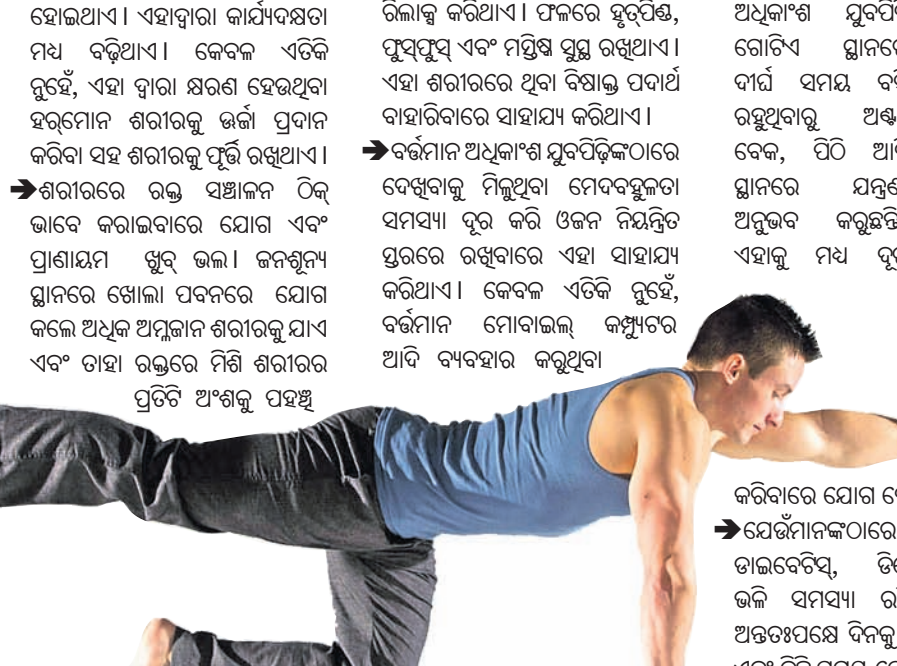 ହୋଇଥାଏ। ଏହାଦ୍ୱାରା କାର୍ଯ୍ୟଦକ୍ଷତା
ମଧ୍ୟ ବଢ଼ିଥାଏ। କେବଳ ଏତିକି
ନୁହେଁ, ଏହା ଦ୍ୱାରା କ୍ଷରଣ ହେଉଥିବା
ହର୍‌ମୋନ ଶରୀରକୁ ଊର୍ଜା ପ୍ରଦାନ
କରିବା ସହ ଶରୀରକୁ ଫୂର୍ତ୍ତି ରଖିଥାଏ।
➔ଶରୀରରେ ରକ୍ତ ସଞ୍ଚାଳନ ଠିକ୍
ଭାବେ କରାଇବାରେ ଯୋଗ ଏବଂ
ପ୍ରାଣାୟମ ଖୁବ୍ ଭଲ। ଜନଶୂନ୍ୟ
ସ୍ଥାନରେ ଖୋଲା ପବନରେ ଯୋଗ
କଲେ ଅଧିକ ଅମ୍ଳଜାନ ଶରୀରକୁ ଯାଏ
ଏବଂ ତାହା ରକ୍ତରେ ମିଶି ଶରୀରର
ପ୍ରତିଟି ଅଂଶକୁ ପହଞ୍ଚି
ରିଲାକ୍ସ କରିଥାଏ। ଫଳରେ ହୃତ୍‌ପିଣ୍ଡ,
ଫୁସ୍‌ଫୁସ୍ ଏବଂ ମସ୍ତିଷ୍କ ସୁସ୍ଥ ରଖିଥାଏ।
ଏହା ଶରୀରରେ ଥିବା ବିଷାକ୍ତ ପଦାର୍ଥ
ବାହାରିବାରେ ସାହାଯ୍ୟ କରିଥାଏ।
➔ବର୍ତ୍ତମାନ ଅଧିକାଂଶ ଯୁବପିଢ଼ିଙ୍କଠାରେ
ଦେଖିବାକୁ ମିଳୁଥିବା ମେଦବହୁଳତା
ସମସ୍ୟା ଦୂର କରି ଓଜନ ନିୟନ୍ତ୍ରିତ
ସ୍ତରରେ ରଖିବାରେ ଏହା ସାହାଯ୍ୟ
କରିଥାଏ। କେବଳ ଏତିକି ନୁହେଁ,
ବର୍ତ୍ତମାନ ମୋବାଇଲ୍ କମ୍ପ୍ୟୁଟର
ଆଦି ବ୍ୟବହାର କରୁଥିବା
ଅଧିକାଂଶ
ଗୋଟିଏ
ଦୀର୍ଘ ସମୟ
ରହୁଥିବାରୁ
ବେକ, ପିଠି
ସ୍ଥାନରେ
ଅନୁଭବ
ଏହାକୁ ମଧ୍ୟ
କରିବାରେ ଯୋଗ
➔ଯେଉଁମାନଙ୍କଠାରେ
ଡାଇବେଟିସ୍,
ଭଳି ସମସ୍ୟା
ଅନ୍ତତଃପକ୍ଷେ ଦିନକୁ